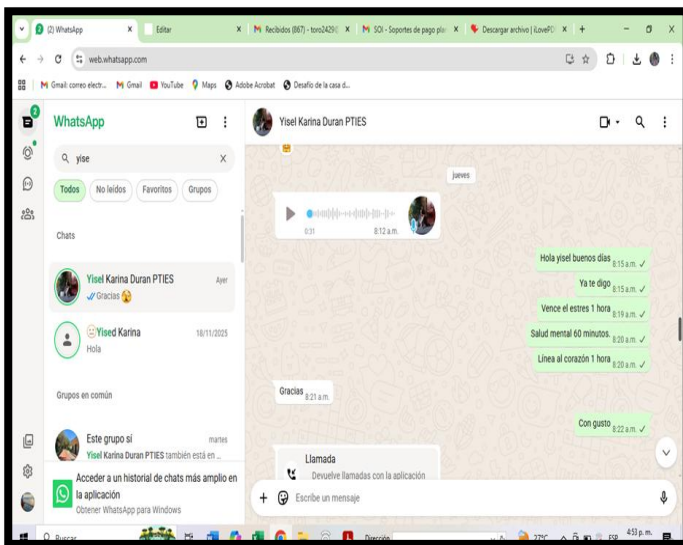 (2) WhatsApp
Editar
Recibidos (867) - toro2429@
SOI - Soportes de pago plan
Descargar archivo | iLovePDF
web.whatsapp.com
Gmail: correo electr...
Gmail
YouTube
Maps
Adobe Acrobat
Desafío de la casa d...
2
WhatsApp
yise
Todos
No leídos
Favoritos
Grupos
Chats
Yisel Karina Duran PTIES
Ayer
Gracias
Yised Karina
18/11/2025
Hola
Grupos en común
Este grupo sí
martes
Yisel Karina Duran PTIES también está en ...
Acceder a un historial de chats más amplio en
la aplicación
Obtener WhatsApp para Windows
Yisel Karina Duran PTIES
jueves
0:31
8:12 a.m.
Hola yisel buenos días 8:15 a.m.
Ya te digo 8:15 a.m.
Vence el estres 1 hora 8:19 a.m.
Salud mental 60 minutos. 8:20 a.m.
Línea al corazón 1 hora 8:20 a.m.
Gracias 8:21 a.m.
Con gusto 8:22 a.m.
Llamada
Devuelve llamadas con la aplicación
Escribe un mensaje
Buscar
Dirección
27°C
ESP
4:53 p. m.